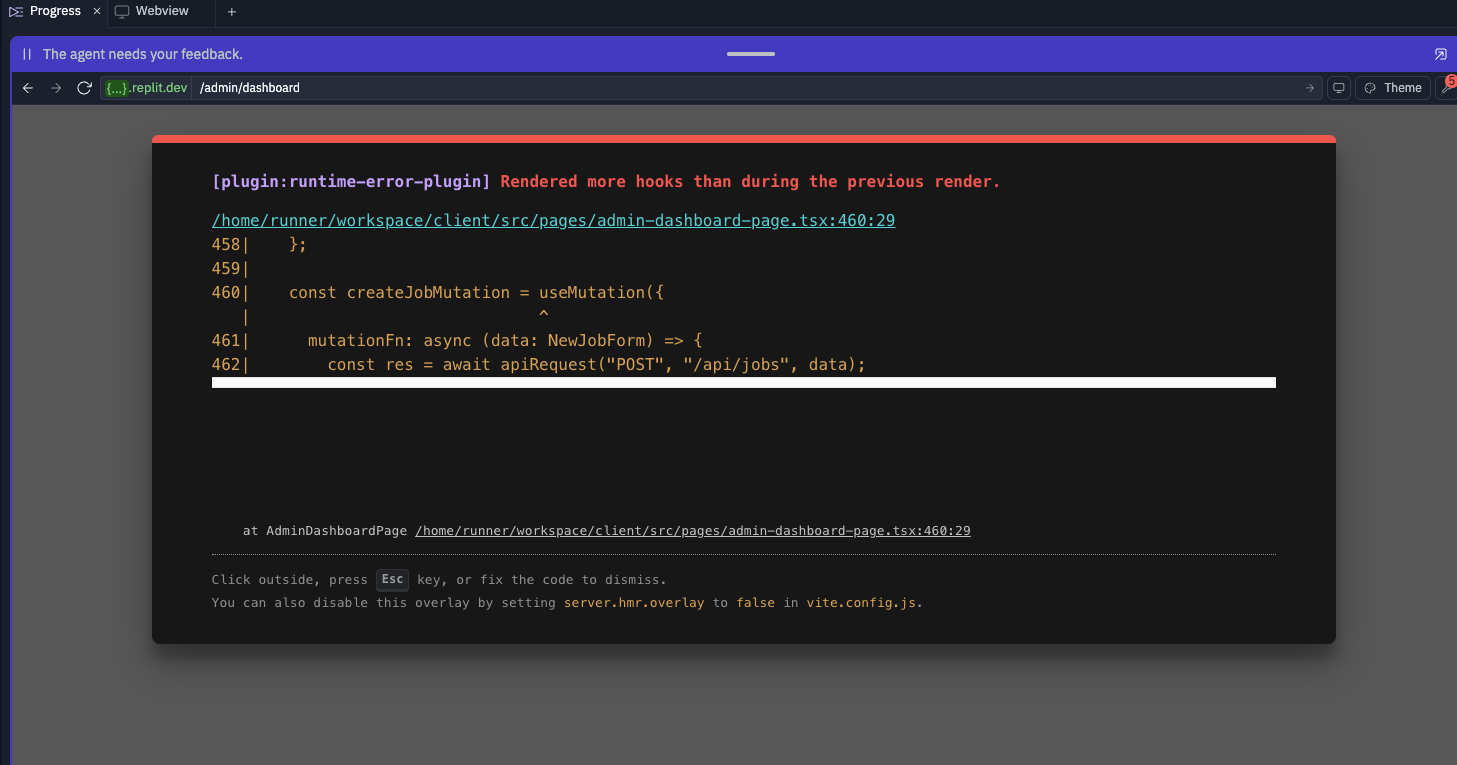 Progress × Webview +
The agent needs your feedback.
{...}.replit.dev /admin/dashboard → Theme 5
[plugin:runtime-error-plugin] Rendered more hooks than during the previous render.
/home/runner/workspace/client/src/pages/admin-dashboard-page.tsx:460:29
458|    };
459|
460|    const createJobMutation = useMutation({
   |                              ^
461|      mutationFn: async (data: NewJobForm) => {
462|        const res = await apiRequest("POST", "/api/jobs", data);
at AdminDashboardPage /home/runner/workspace/client/src/pages/admin-dashboard-page.tsx:460:29
Click outside, press Esc key, or fix the code to dismiss.
You can also disable this overlay by setting server.hmr.overlay to false in vite.config.js.